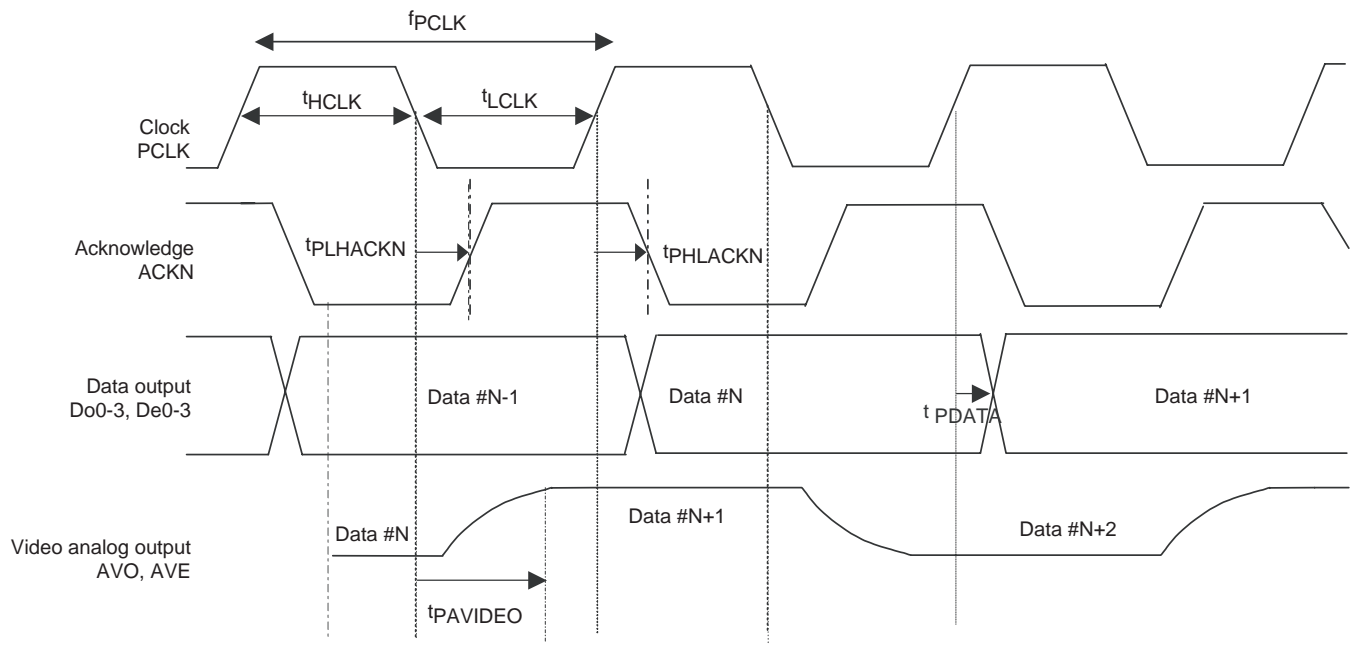 fPCLK
tHCLK
tLCLK
Clock
PCLK
Acknowledge
ACKN
tPLHACKN
tPHLACKN
Data output
Do0-3, De0-3
Data #N-1
Data #N
t PDATA
Data #N+1
Video analog output
AVO, AVE
Data #N
Data #N+1
Data #N+2
tPAVIDEO